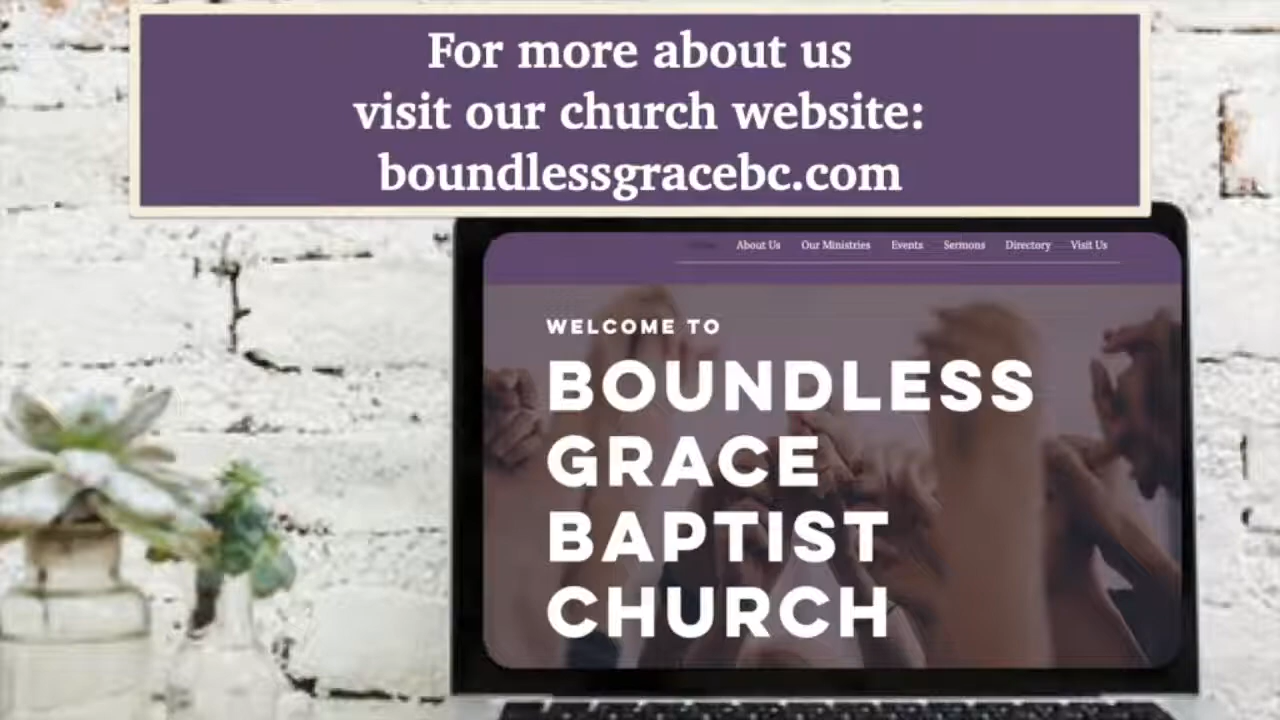 For more about us
visit our church website:
boundlessgracebc.com
About Us Our Ministries Events Sermons Directory Visit Us
WELCOME TO
BOUNDLESS
GRACE
BAPTIST
CHURCH